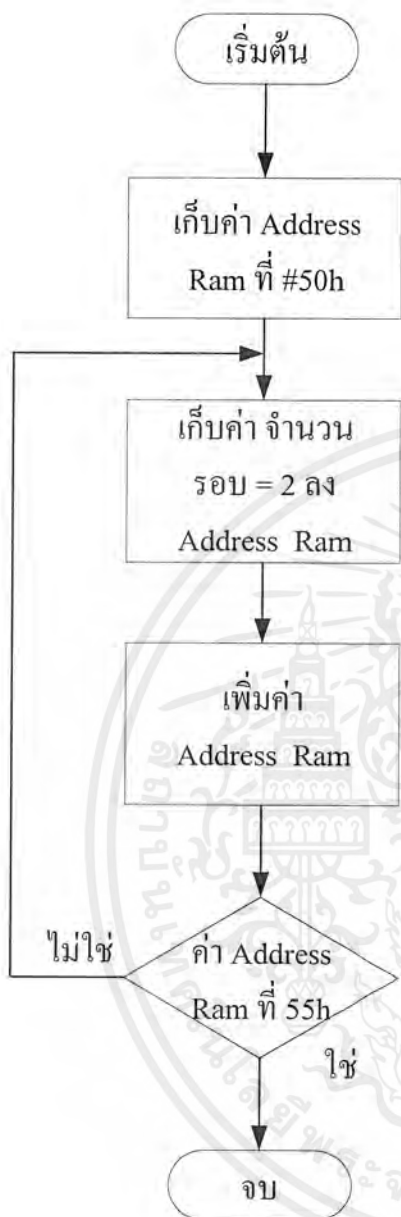 เริ่มต้น
เก็บค่า Address
Ram ที่ #50h
เก็บค่า จำนวน
รอบ = 2 ลง
Address Ram
เพิ่มค่า
Address Ram
ไม่ใช่
ค่า Address
Ram ที่ 55h
ใช่
จบ